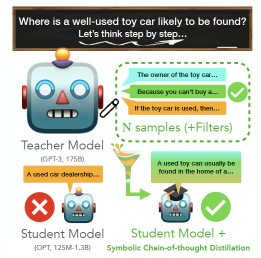 Where is a well-used toy car likely to be found?
Let's think step by step...
The owner of the toy car...
Because you can't buy a...
If the toy car is used, then...
N samples (+Filters)
Teacher Model
(GPT-3, 175B)
A used car dealership...
A used toy can usually be
found in the home of a...
Student Model
(OPT, 125M-1.3B)
Student Model +
Symbolic Chain-of-thought Distillation